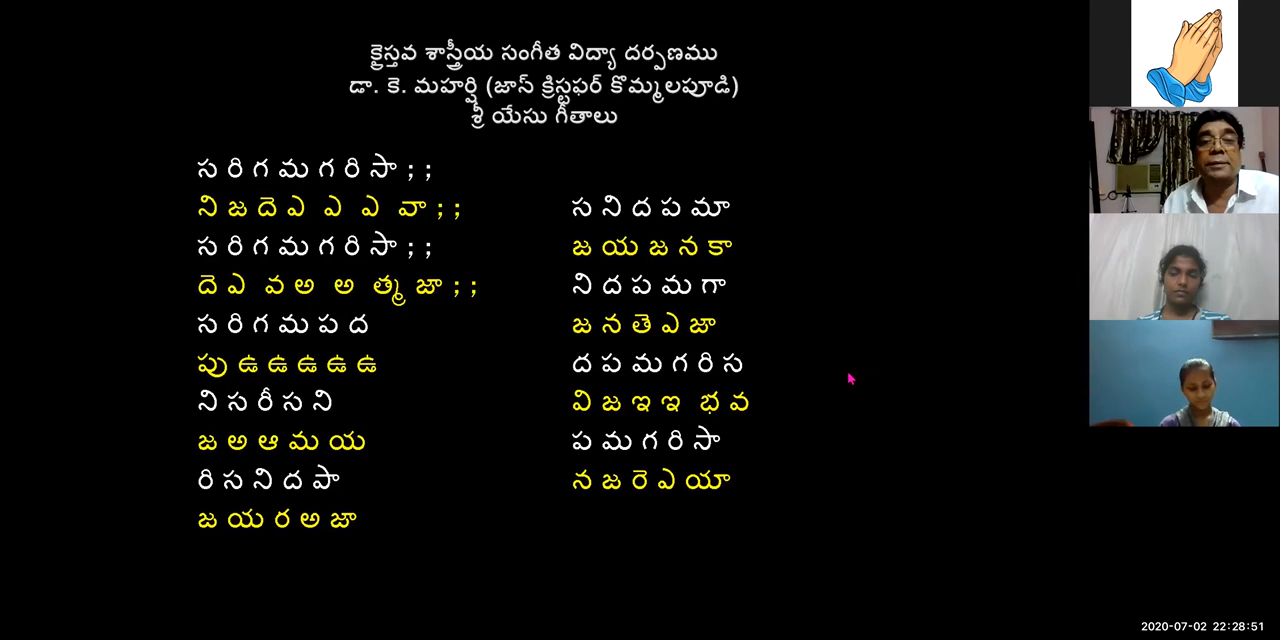 క్రైస్తవ శాస్త్రీయ సంగీత విద్యా దర్పణము
డా. కె. మహర్షి (జాస్ క్రిస్టఫర్ కొమ్మలపూడి)
శ్రీ యేసు గీతాలు
స రి గ మ గ రి సా ; ;
ని జ దె ఎ ఎ ఎ వా ; ;
స రి గ మ గ రి సా ; ;
దె ఎ వ అ అ త్మ జా ; ;
స రి గ మ ప ద
పు ఉ ఉ ఉ ఉ ఉ
ని స రీ స ని
జ అ ఆ మ య
రి స ని ద పా
జ య ర అ జా
స ని ద ప మా
జ య జ న కా
ని ద ప మ గా
జ న తె ఎ జా
ద ప మ గ రి స
వి జ ఇ ఇ భ వ
ప మ గ రి సా
న జ రె ఎ యా
2020-07-02 22:28:51